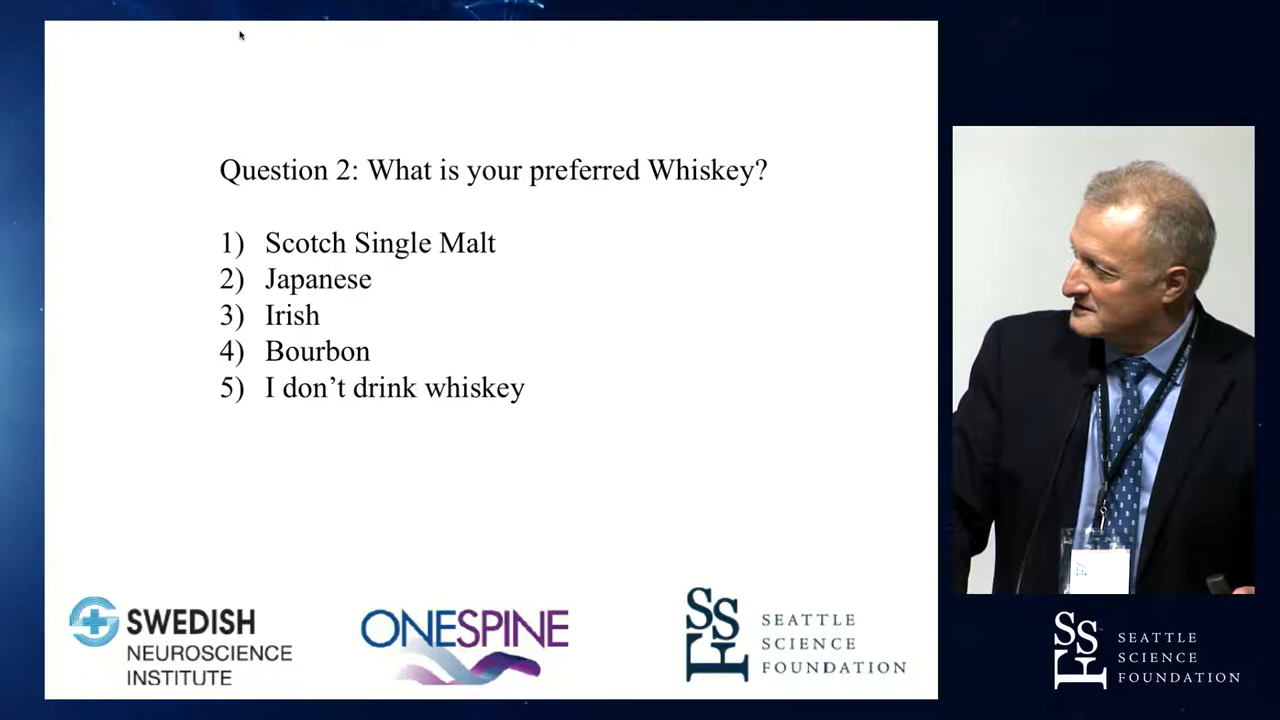 Question 2: What is your preferred Whiskey?
1) Scotch Single Malt
2) Japanese
3) Irish
4) Bourbon
5) I don’t drink whiskey
SWEDISH
NEUROSCIENCE
INSTITUTE
ONESPINE
SSF
SEATTLE
SCIENCE
FOUNDATION
SSF
SEATTLE
SCIENCE
FOUNDATION